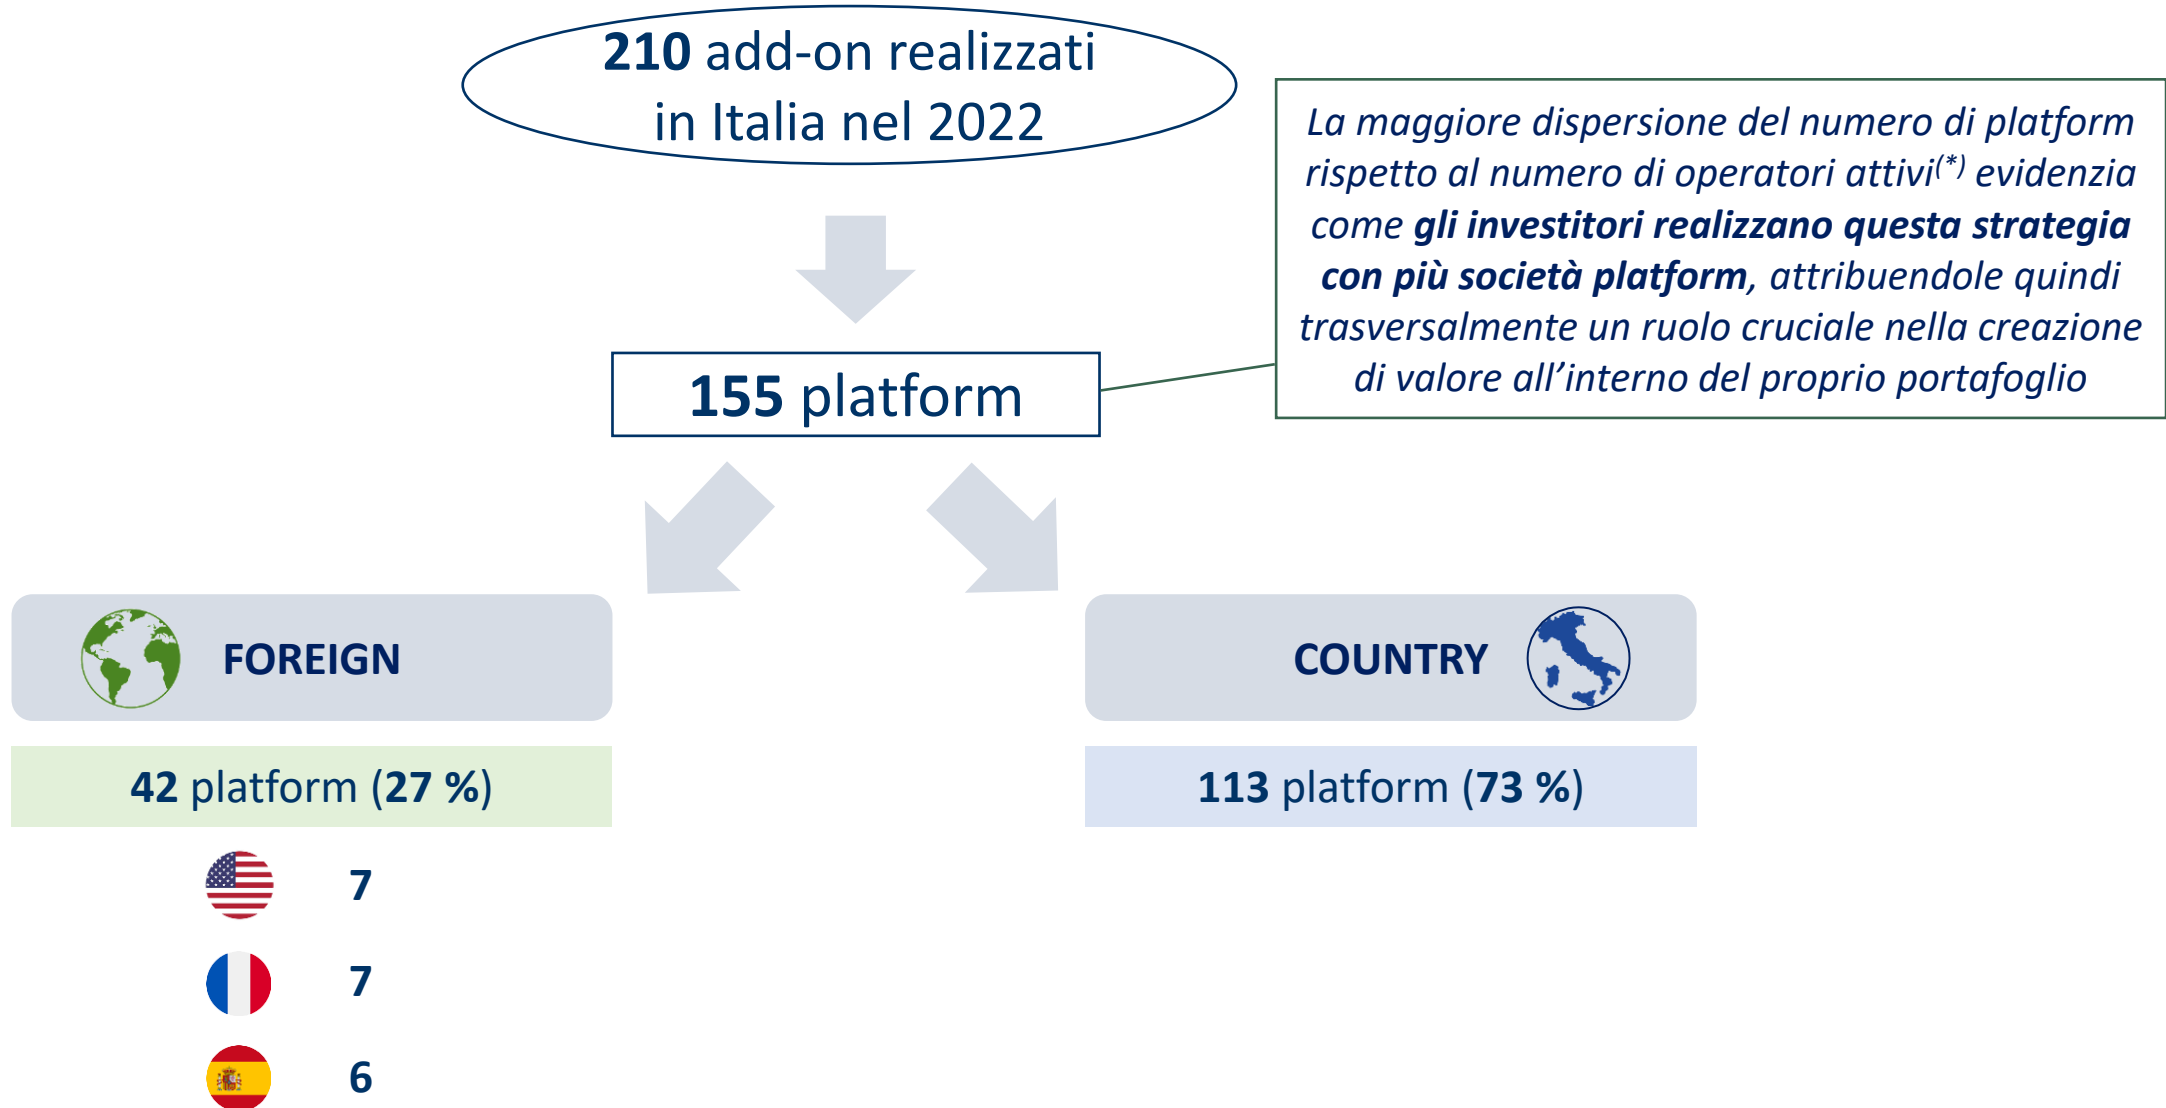 210 add-on realizzati
in Italia nel 2022
La maggiore dispersione del numero di platform
rispetto al numero di operatori attivi(*) evidenzia
come gli investitori realizzano questa strategia
con più società platform, attribuendole quindi
trasversalmente un ruolo cruciale nella creazione
di valore all’interno del proprio portafoglio
155 platform
FOREIGN
COUNTRY
42 platform (27 %)
113 platform (73 %)
7
7
6